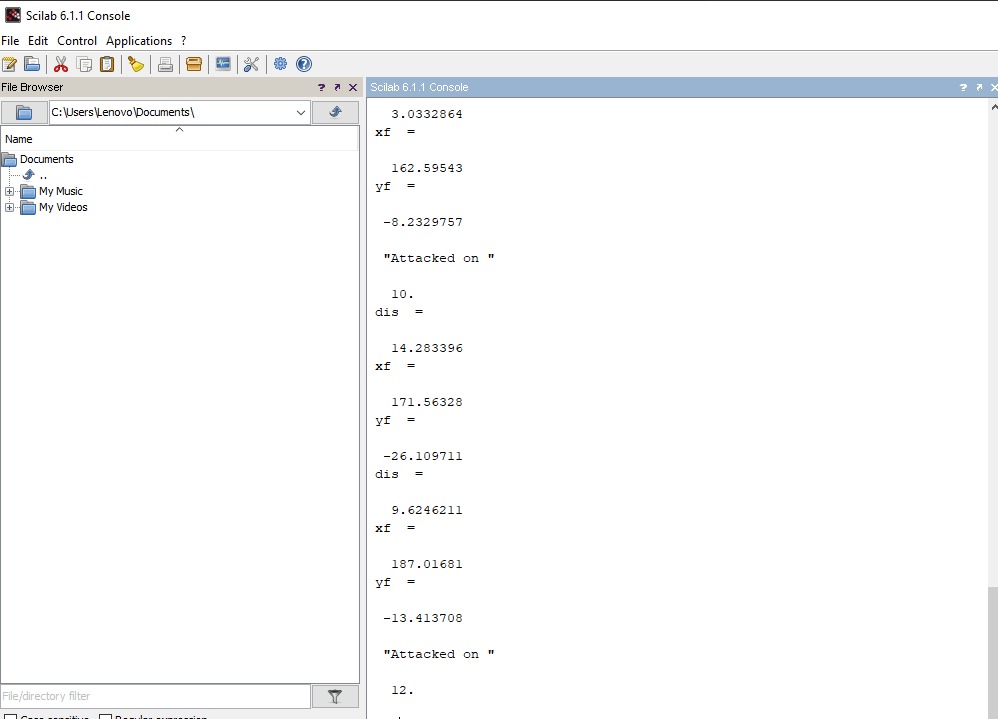 Scilab 6.1.1 Console
File Edit Control Applications ?
File Browser ? ↗ ✕
C:\Users\Lenovo\Documents\
Name
Documents
..
My Music
My Videos
File/directory filter
Case sensitive Regular expression
Scilab 6.1.1 Console ? ↗ ✕
3.0332864
xf =
162.59543
yf =
-8.2329757
"Attacked on "
10.
dis =
14.283396
xf =
171.56328
yf =
-26.109711
dis =
9.6246211
xf =
187.01681
yf =
-13.413708
"Attacked on "
12.